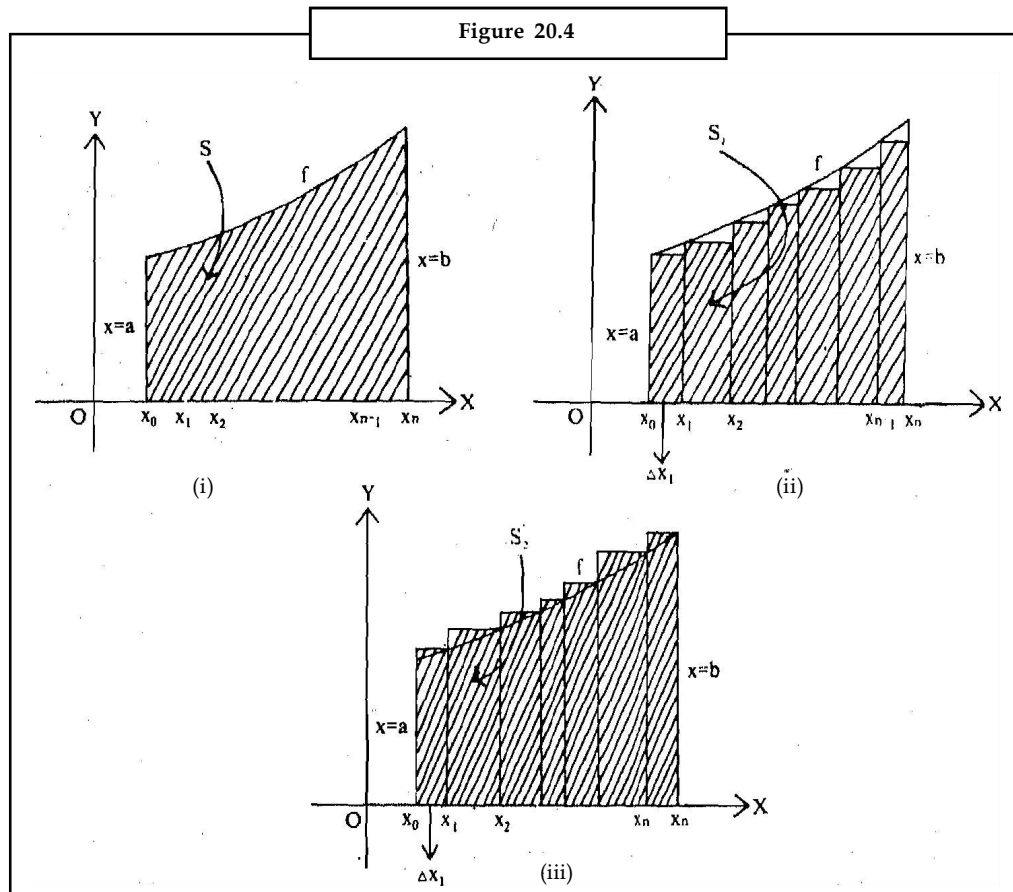 Figure 20.4
Y
S
f
x=b
x=a
O
x₀ x₁ x₂ xₙ₋₁ xₙ
X
(i)
Y
S₁
f
x=b
x=a
O
x₀ x₁ x₂ xₙ₋₁ xₙ
X
Δx₁
(ii)
Y
S₂
f
x=b
x=a
O
x₀ x₁ x₂ xₙ xₙ
X
Δx₁
(iii)